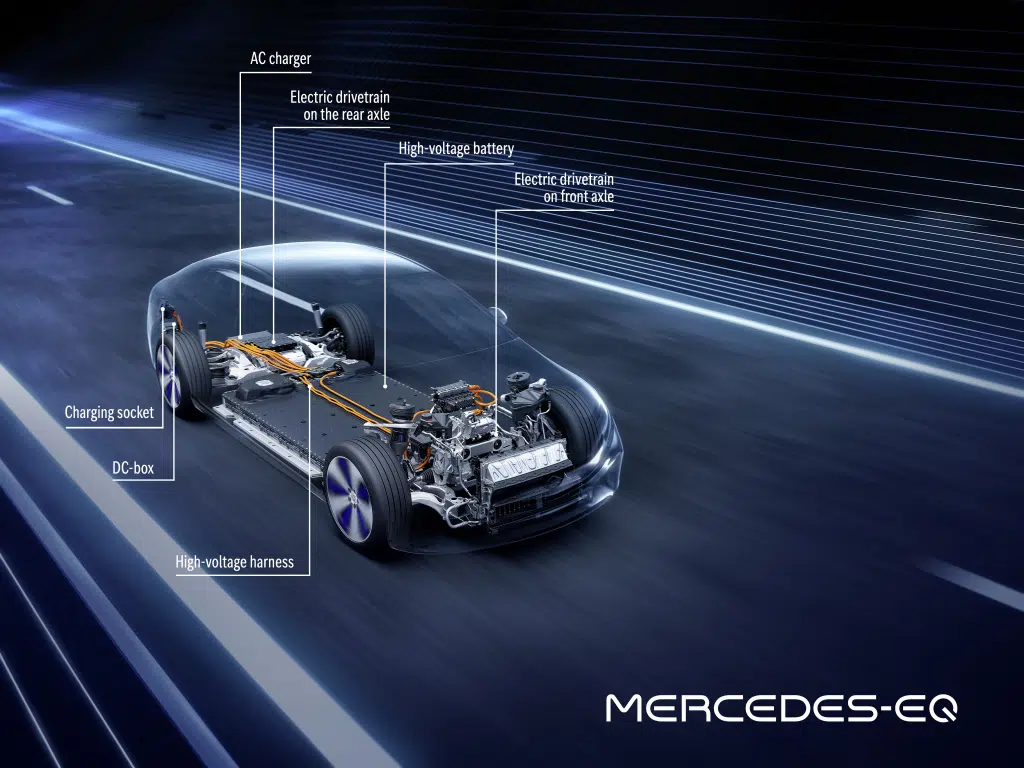 AC charger
Electric drivetrain
on the rear axle
High-voltage battery
Electric drivetrain
on front axle
Charging socket
DC-box
High-voltage harness
MERCEDES-EQ